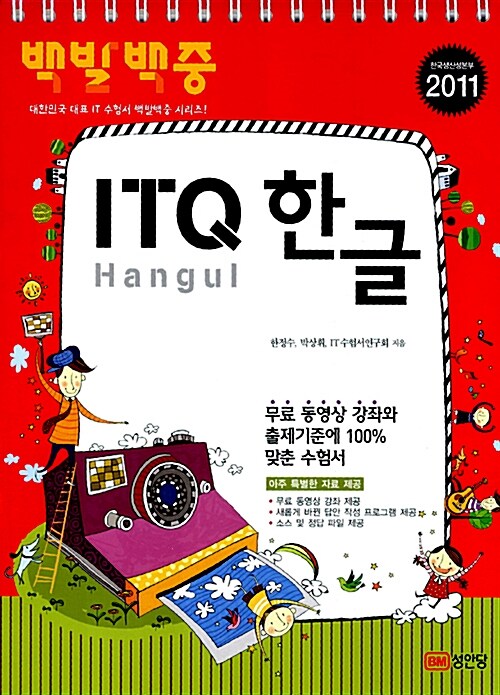 백발백중
대한민국 대표 IT 수험서 백발백중 시리즈!
한국생산성본부
2011
ITQ 한글
Hangul
한정수, 박상휘, IT수험서연구회 지음
무료 동영상 강좌와
출제기준에 100%
맞춘 수험서
아주 특별한 자료 제공
• 무료 동영상 강좌 제공
• 새롭게 바뀐 답안 작성 프로그램 제공
• 소스 및 정답 파일 제공
BM 성안당